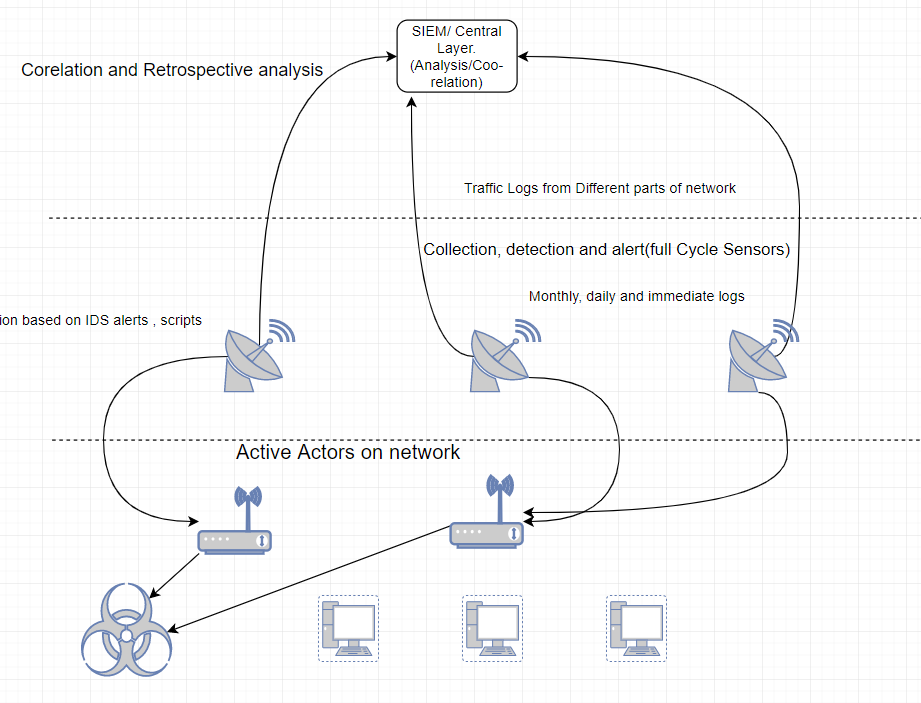 SIEM/ Central
Layer.
(Analysis/Coo-
relation)
Corelation and Retrospective analysis
Traffic Logs from Different parts of network
Collection, detection and alert(full Cycle Sensors)
Monthly, daily and immediate logs
based on IDS alerts , scripts
Active Actors on network